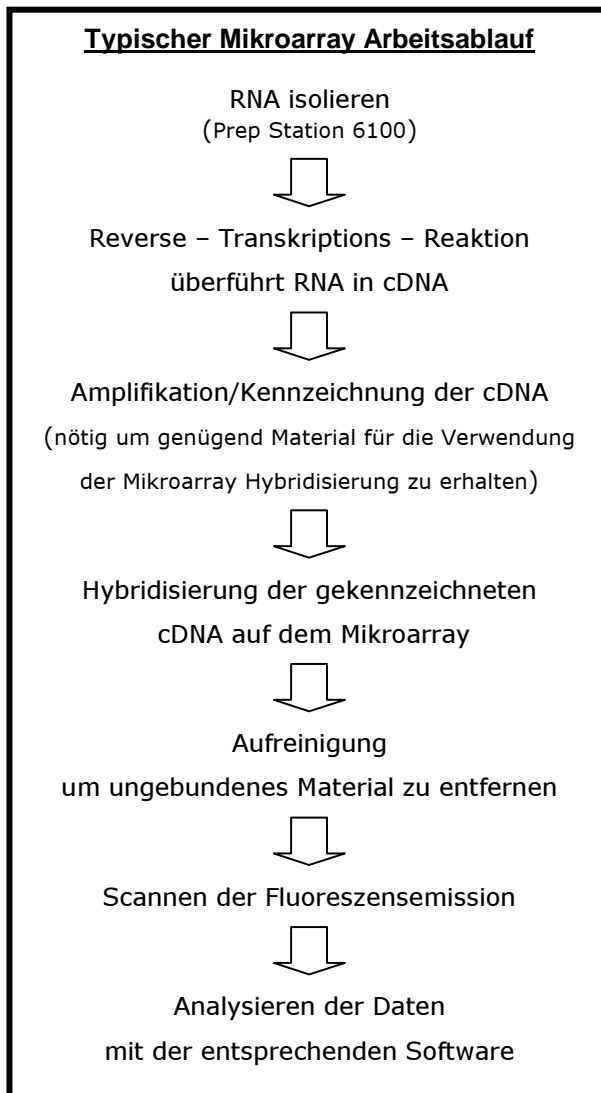 Typischer Mikroarray Arbeitsablauf
RNA isolieren
(Prep Station 6100)
Reverse – Transkriptions – Reaktion
überführt RNA in cDNA
Amplifikation/Kennzeichnung der cDNA
(nötig um genügend Material für die Verwendung
der Mikroarray Hybridisierung zu erhalten)
Hybridisierung der gekennzeichneten
cDNA auf dem Mikroarray
Aufreinigung
um ungebundenes Material zu entfernen
Scannen der Fluoreszensemission
Analysieren der Daten
mit der entsprechenden Software